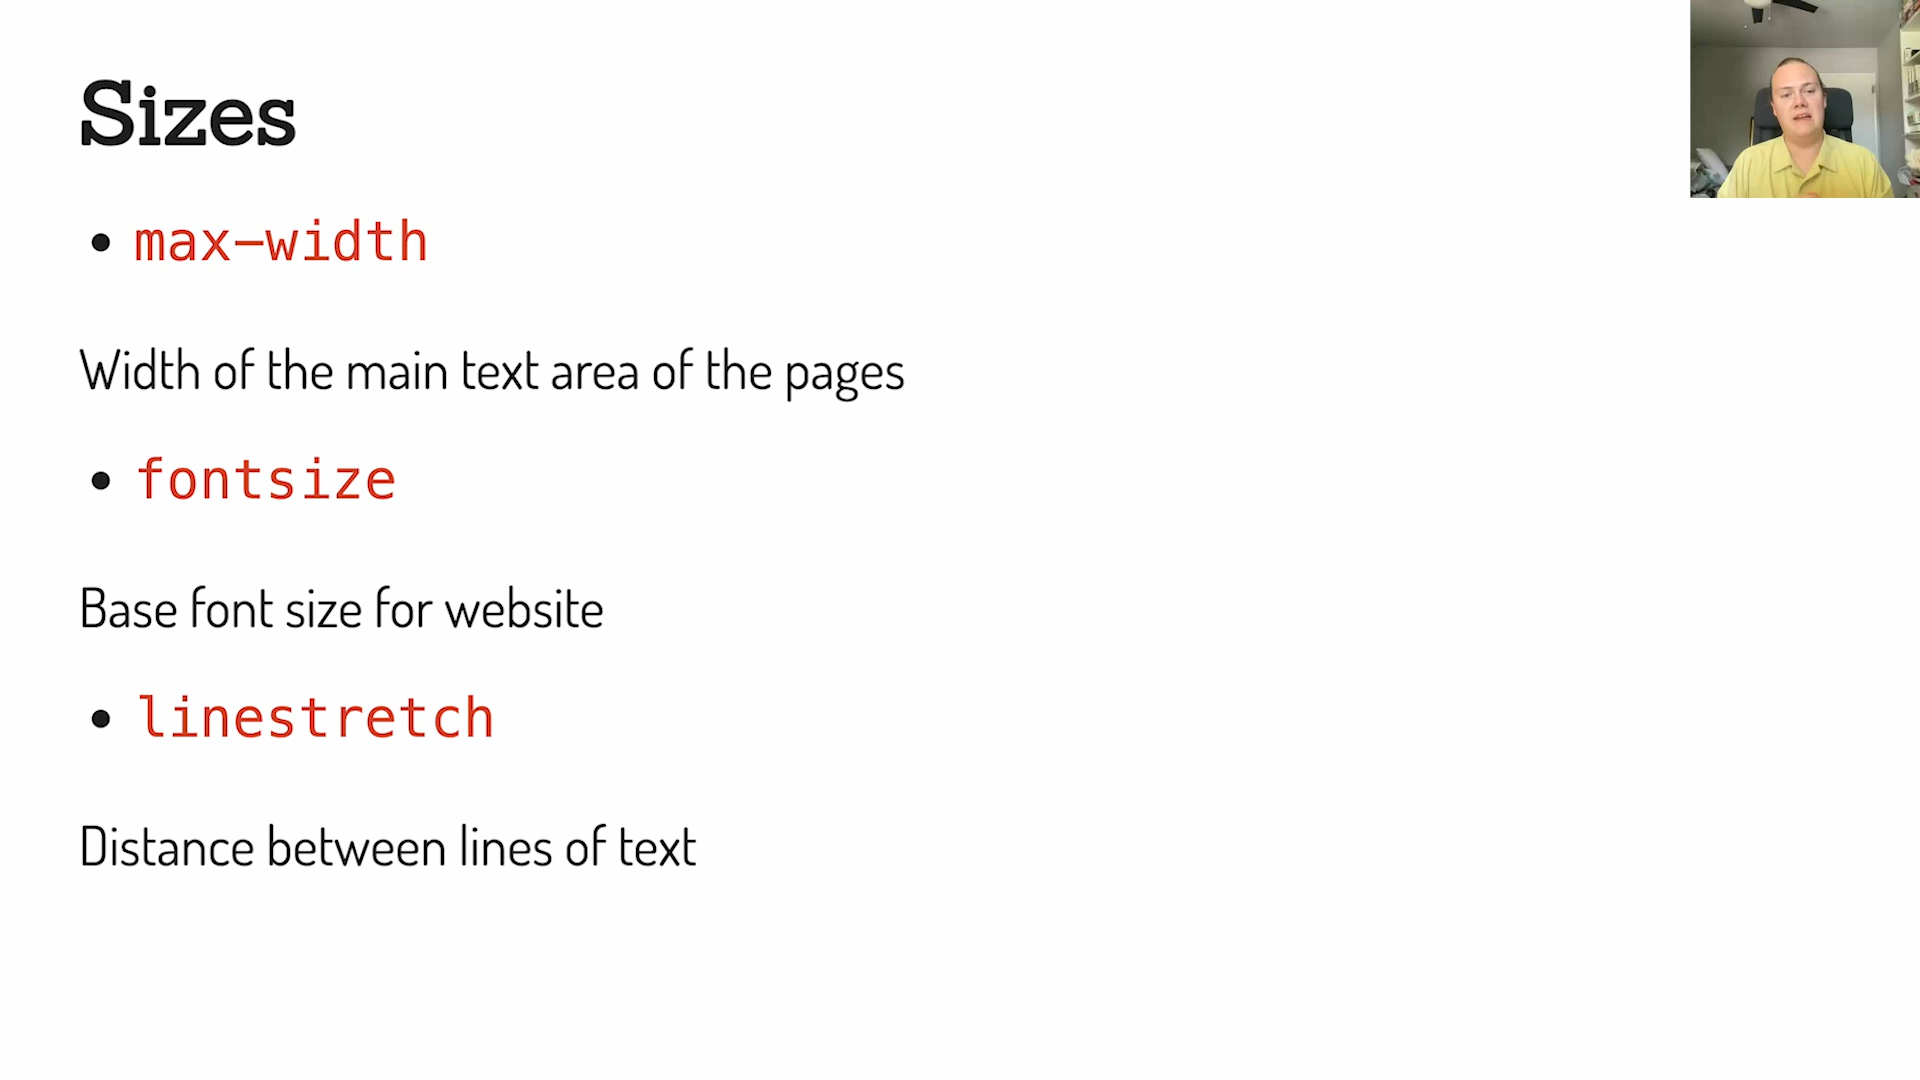 Sizes
• max-width
Width of the main text area of the pages
• fontsize
Base font size for website
• linestretch
Distance between lines of text